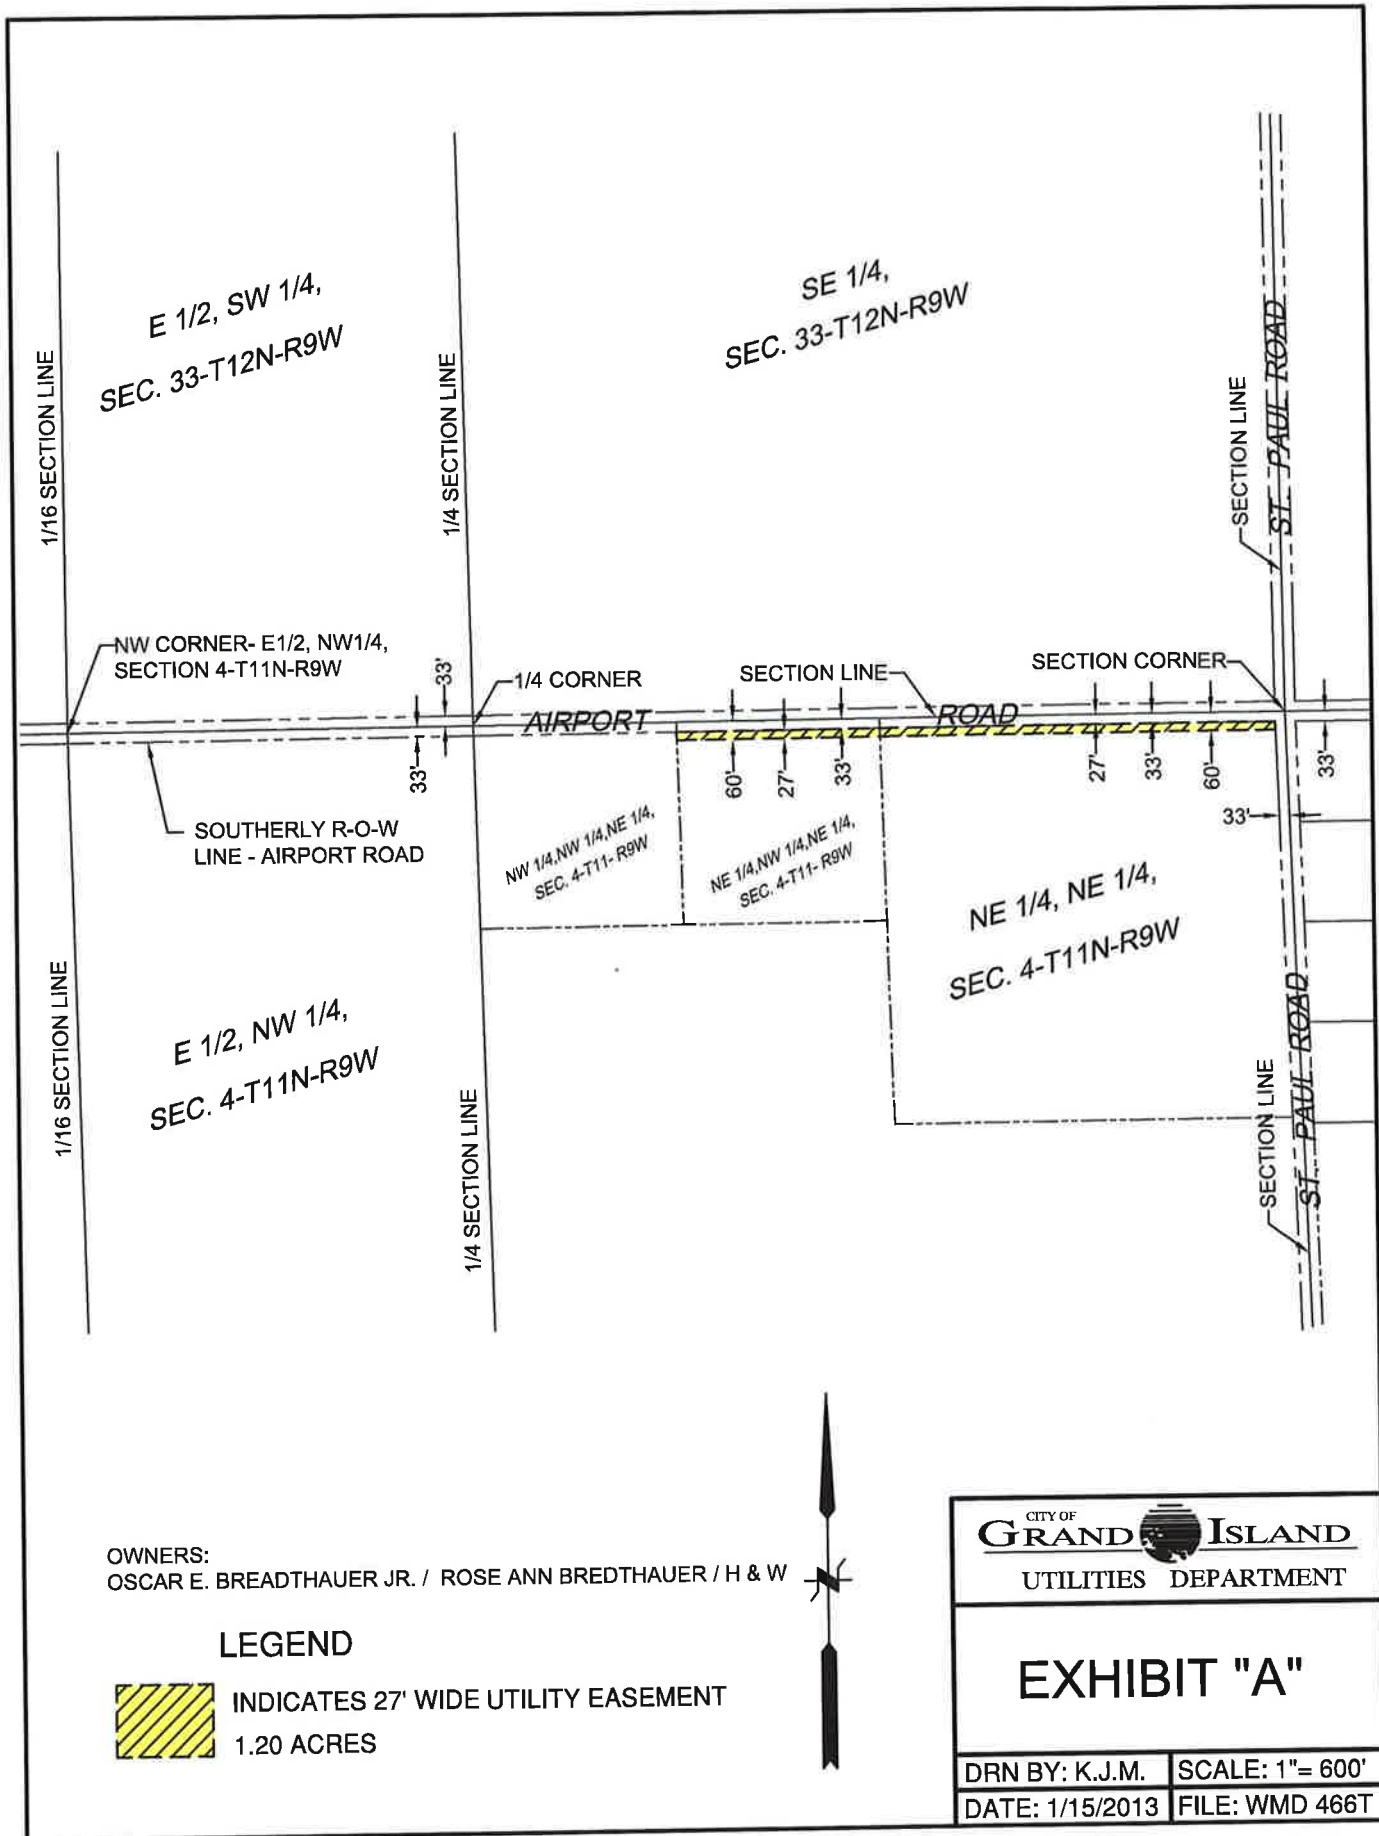 E 1/2, SW 1/4,
SEC. 33-T12N-R9W
SE 1/4,
SEC. 33-T12N-R9W
1/16 SECTION LINE
1/4 SECTION LINE
SECTION LINE
ST. PAUL ROAD
NW CORNER- E1/2, NW1/4,
SECTION 4-T11N-R9W
33'
1/4 CORNER
SECTION LINE
SECTION CORNER
AIRPORT ROAD
33'
60'
27'
33'
27'
33'
60'
33'
33'
SOUTHERLY R-O-W
LINE - AIRPORT ROAD
NW 1/4,NW 1/4,NE 1/4,
SEC. 4-T11- R9W
NE 1/4,NW 1/4,NE 1/4,
SEC. 4-T11- R9W
NE 1/4, NE 1/4,
SEC. 4-T11N-R9W
E 1/2, NW 1/4,
SEC. 4-T11N-R9W
1/16 SECTION LINE
1/4 SECTION LINE
SECTION LINE
ST. PAUL ROAD
OWNERS:
OSCAR E. BREADTHAUER JR. / ROSE ANN BREDTHAUER / H & W
N
LEGEND
INDICATES 27' WIDE UTILITY EASEMENT
1.20 ACRES
CITY OF
GRAND ISLAND
UTILITIES DEPARTMENT
EXHIBIT "A"
DRN BY: K.J.M.
SCALE: 1"= 600'
DATE: 1/15/2013
FILE: WMD 466T